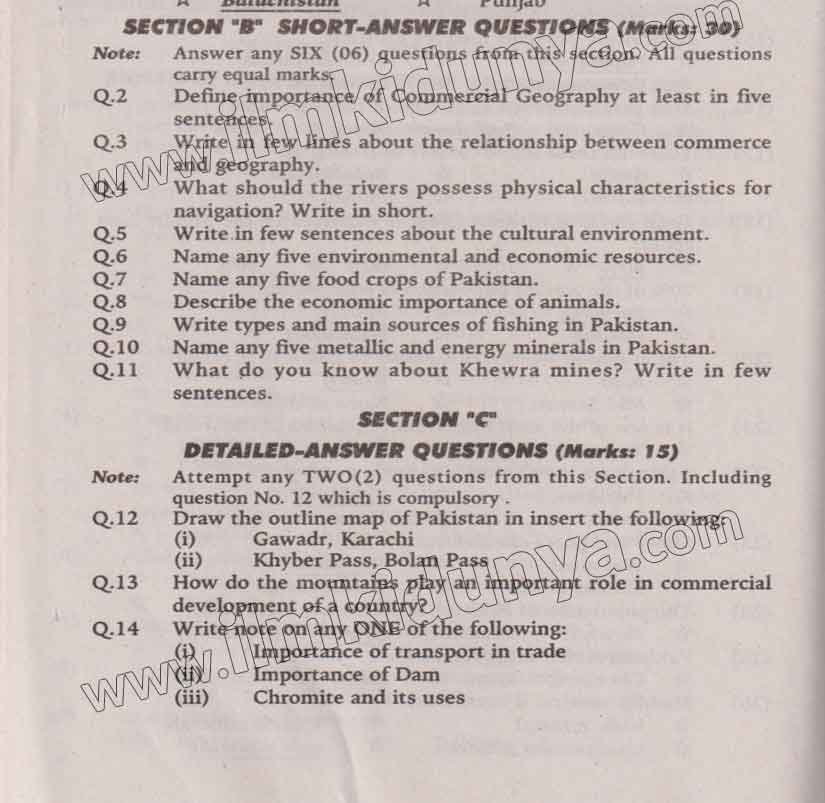 ☆ Baluchistan ☆ Punjab
SECTION "B" SHORT-ANSWER QUESTIONS (Marks: 30)
Note: Answer any SIX (06) questions from this section. All questions
carry equal marks.
Q.2 Define importance of Commercial Geography at least in five
sentences.
Q.3 Write in few lines about the relationship between commerce
and geography.
Q.4 What should the rivers possess physical characteristics for
navigation? Write in short.
Q.5 Write in few sentences about the cultural environment.
Q.6 Name any five environmental and economic resources.
Q.7 Name any five food crops of Pakistan.
Q.8 Describe the economic importance of animals.
Q.9 Write types and main sources of fishing in Pakistan.
Q.10 Name any five metallic and energy minerals in Pakistan.
Q.11 What do you know about Khewra mines? Write in few
sentences.
SECTION "C"
DETAILED-ANSWER QUESTIONS (Marks: 15)
Note: Attempt any TWO(2) questions from this Section. Including
question No. 12 which is compulsory .
Q.12 Draw the outline map of Pakistan in insert the following:
(i) Gawadr, Karachi
(ii) Khyber Pass, Bolan Pass
Q.13 How do the mountains play an important role in commercial
development of a country?
Q.14 Write note on any ONE of the following:
(i) Importance of transport in trade
(ii) Importance of Dam
(iii) Chromite and its uses
www.ilmkidunya.com
www.ilmkidunya.com